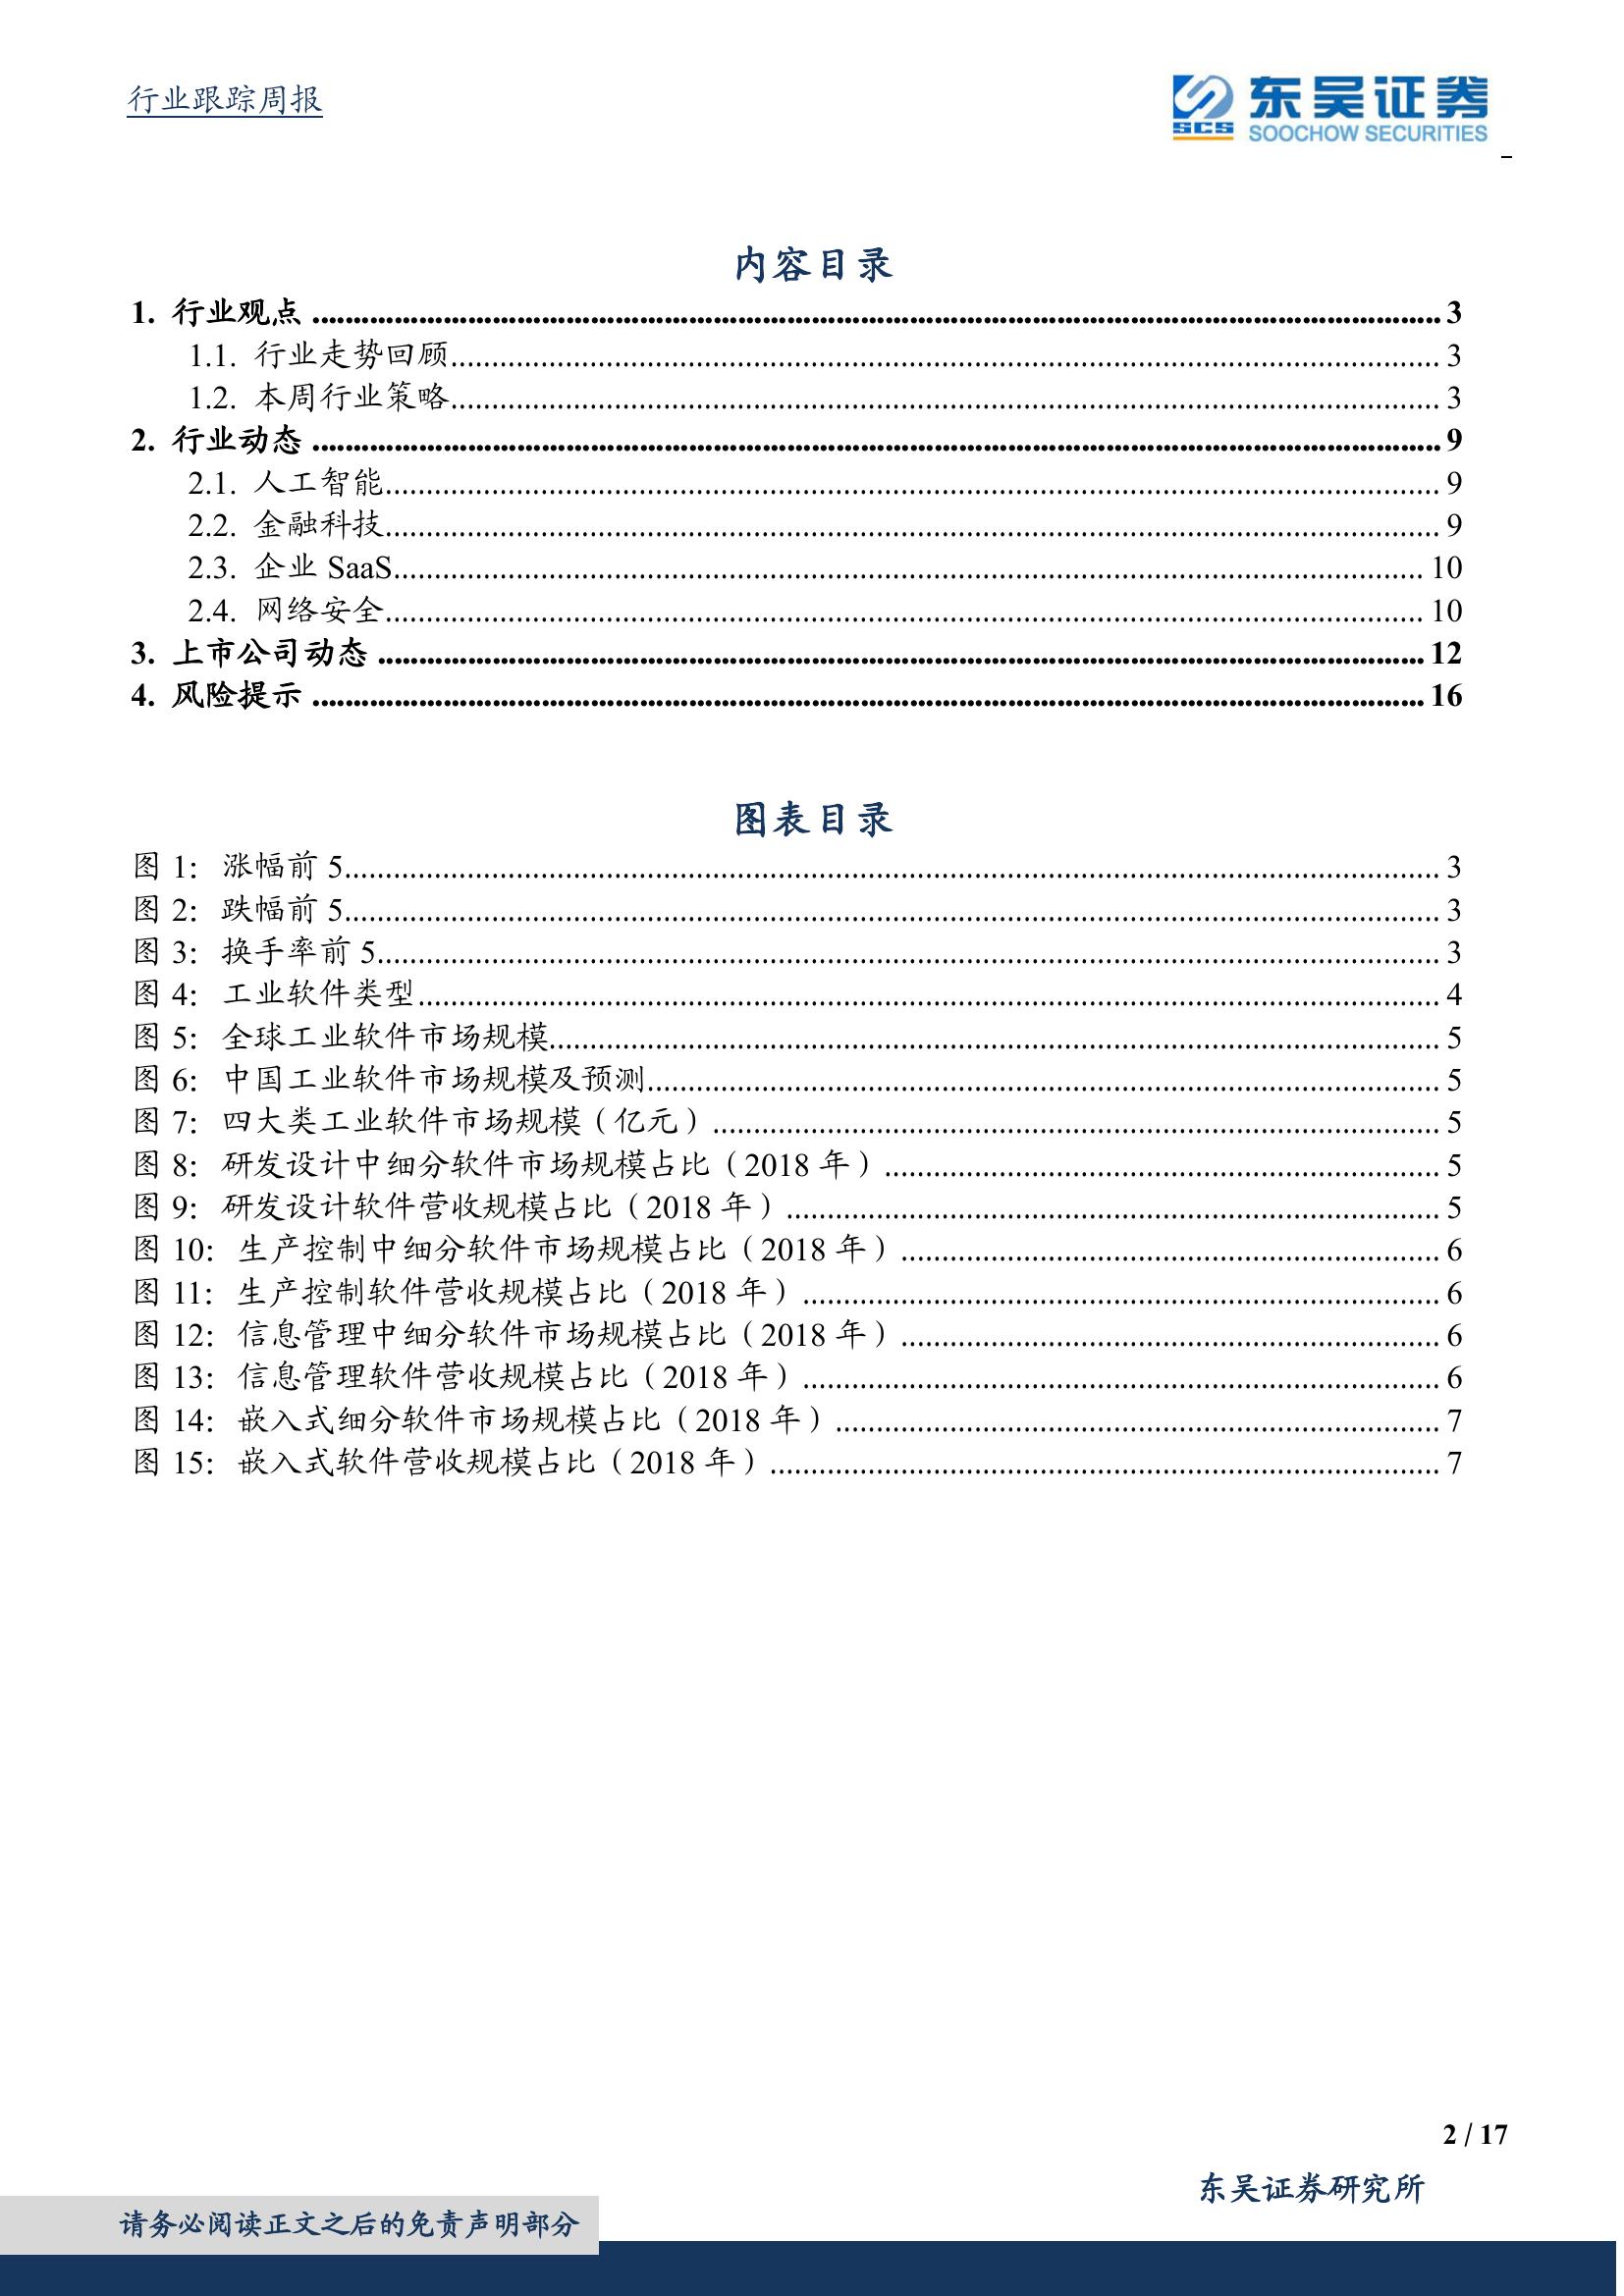 行业跟踪周报
SCS
东吴证券
SOOCHOW SECURITIES
内容目录
1. 行业观点 ........ 3
1.1. 行业走势回顾 ........ 3
1.2. 本周行业策略 ........ 3
2. 行业动态 ........ 9
2.1. 人工智能 ........ 9
2.2. 金融科技 ........ 9
2.3. 企业 SaaS ........ 10
2.4. 网络安全 ........ 10
3. 上市公司动态 ........ 12
4. 风险提示 ........ 16
图表目录
图 1: 涨幅前 5 ........ 3
图 2: 跌幅前 5 ........ 3
图 3: 换手率前 5 ........ 3
图 4: 工业软件类型 ........ 4
图 5: 全球工业软件市场规模 ........ 5
图 6: 中国工业软件市场规模及预测 ........ 5
图 7: 四大类工业软件市场规模（亿元） ........ 5
图 8: 研发设计中细分软件市场规模占比（2018 年） ........ 5
图 9: 研发设计软件营收规模占比（2018 年） ........ 5
图 10: 生产控制中细分软件市场规模占比（2018 年） ........ 6
图 11: 生产控制软件营收规模占比（2018 年） ........ 6
图 12: 信息管理中细分软件市场规模占比（2018 年） ........ 6
图 13: 信息管理软件营收规模占比（2018 年） ........ 6
图 14: 嵌入式细分软件市场规模占比（2018 年） ........ 7
图 15: 嵌入式软件营收规模占比（2018 年） ........ 7
2 / 17
东吴证券研究所
请务必阅读正文之后的免责声明部分